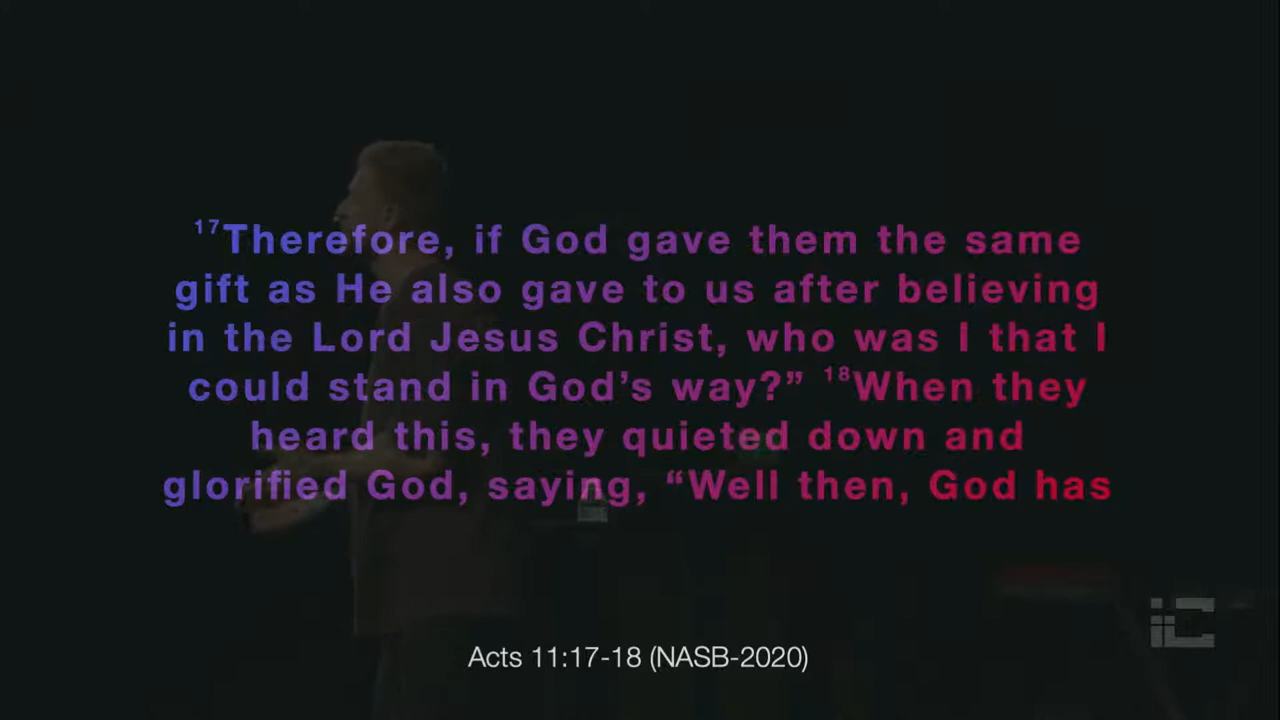 ¹⁷Therefore, if God gave them the same
gift as He also gave to us after believing
in the Lord Jesus Christ, who was I that I
could stand in God’s way?” ¹⁸When they
heard this, they quieted down and
glorified God, saying, “Well then, God has
iC
Acts 11:17-18 (NASB-2020)